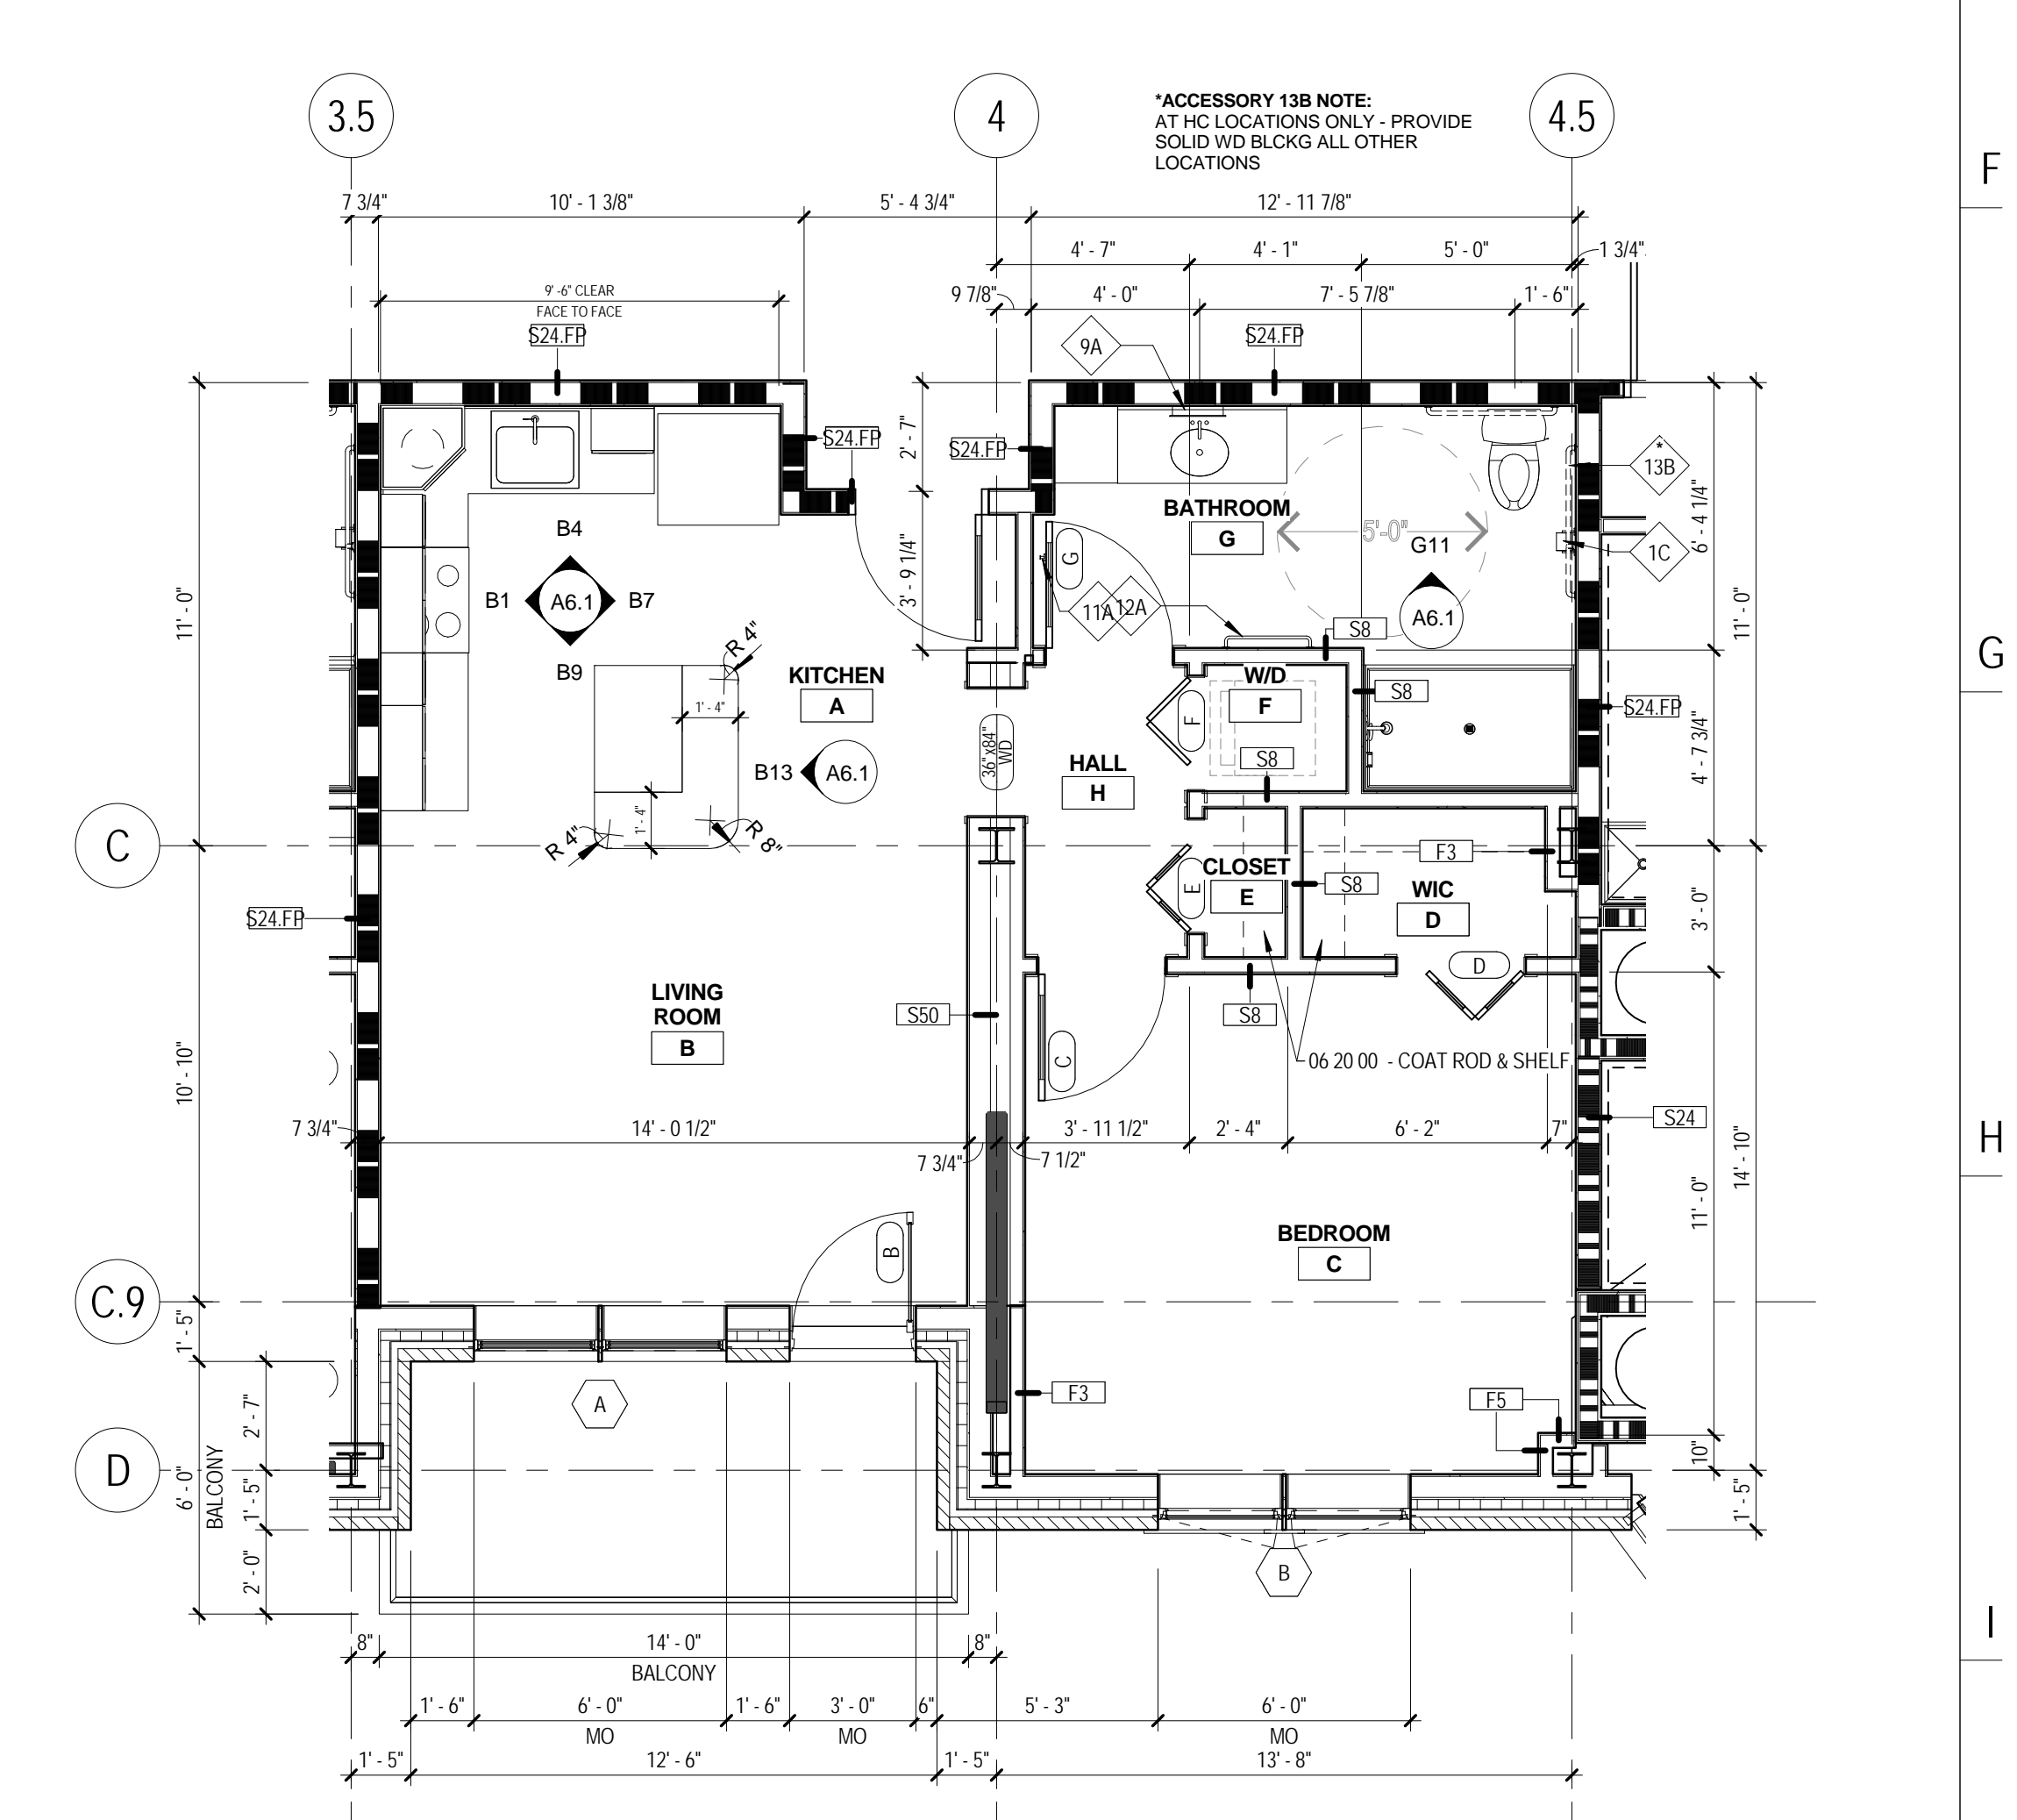 3.5
4
4.5
*ACCESSORY 13B NOTE:
AT HC LOCATIONS ONLY - PROVIDE
SOLID WD BLCKG ALL OTHER
LOCATIONS
F
7 3/4"
10' - 1 3/8"
5' - 4 3/4"
12' - 11 7/8"
4' - 7"
4' - 1"
5' - 0"
1 3/4"
9' -6" CLEAR
FACE TO FACE
9 7/8"
4' - 0"
7' - 5 7/8"
1' - 6"
S24.FP
9A
S24.FP
S24.FP
2' - 7"
S24.FP
*
13B
BATHROOM
G
5'-0"
G11
A6.1
6' - 4 1/4"
1C
B4
B1
A6.1
B7
B9
3' - 9 1/4"
G
11A
12A
S8
11' - 0"
11' - 0"
R 4"
KITCHEN
A
1' - 4"
W/D
F
S8
G
F
S24.FP
36"x84"
WD
HALL
H
S8
B13
A6.1
4' - 7 3/4"
1' - 4"
R 4"
R 8"
C
F3
CLOSET
E
E
S8
WIC
D
3' - 0"
S24.FP
D
LIVING
ROOM
B
S50
S8
C
06 20 00 - COAT ROD & SHELF
10' - 10"
S24
7 3/4"
14' - 0 1/2"
7 3/4"
7 1/2"
3' - 11 1/2"
2' - 4"
6' - 2"
7"
H
14' - 10"
11' - 0"
B
BEDROOM
C
C.9
1' - 5"
A
F3
F5
2' - 7"
D
6' - 0"
BALCONY
1' - 5"
10"
1' - 5"
2' - 0"
B
I
8"
14' - 0"
BALCONY
8"
1' - 6"
6' - 0"
MO
1' - 6"
3' - 0"
MO
6"
5' - 3"
6' - 0"
MO
1' - 5"
12' - 6"
1' - 5"
13' - 8"